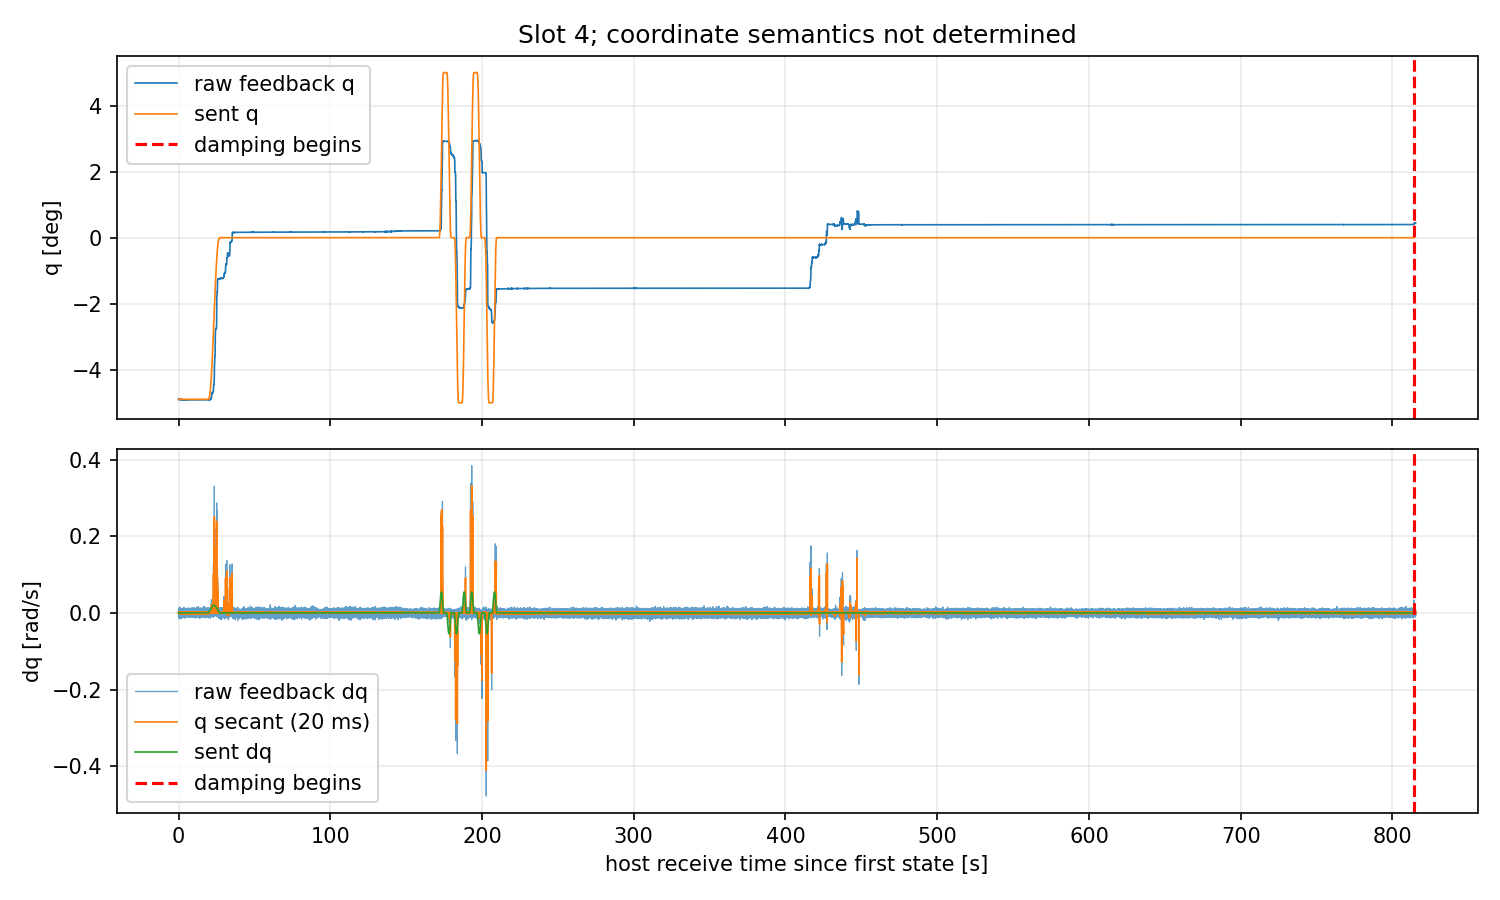 Slot 4; coordinate semantics not determined
q [deg]
4
2
0
−2
−4
raw feedback q
sent q
damping begins
dq [rad/s]
0.4
0.2
0.0
−0.2
−0.4
raw feedback dq
q secant (20 ms)
sent dq
damping begins
0 100 200 300 400 500 600 700 800
host receive time since first state [s]